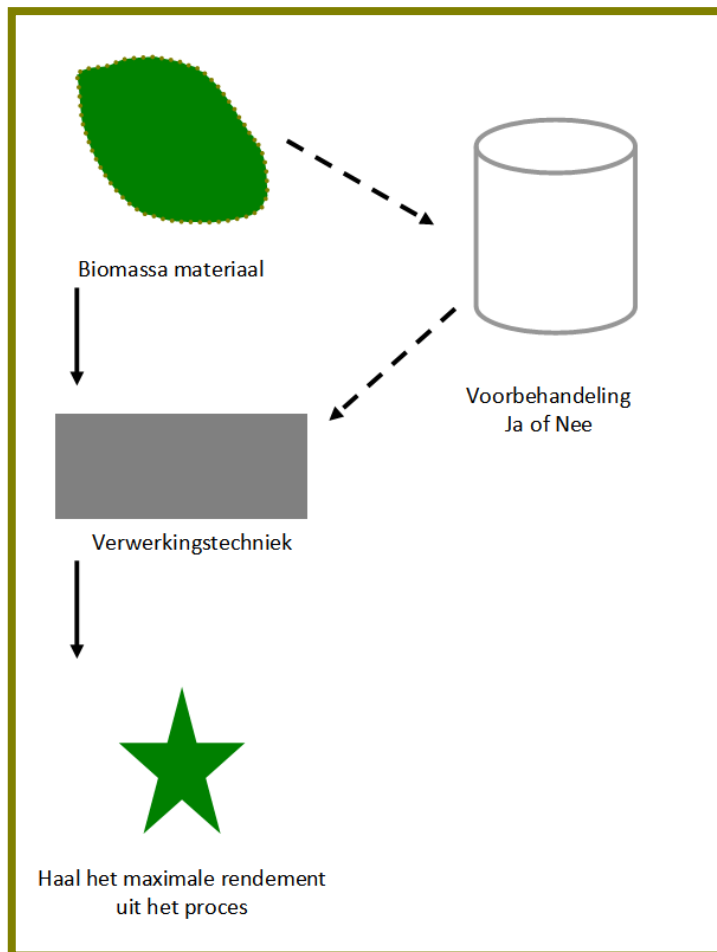 Biomassa materiaal
Voorbehandeling
Ja of Nee
Verwerkingstechniek
Haal het maximale rendement
uit het proces